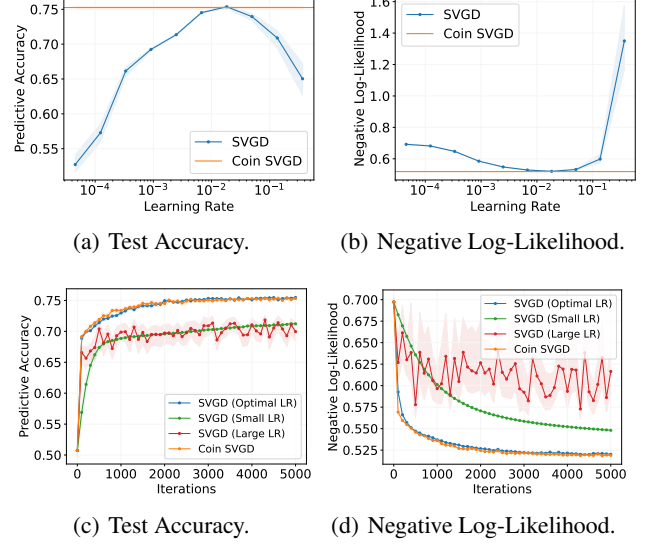 0.75
0.65
0.55
Predictive Accuracy
SVGD
Coin SVGD
10⁻⁴ 10⁻³ 10⁻² 10⁻¹
Learning Rate
(a) Test Accuracy.
1.6
1.4
1.2
1.0
0.8
0.6
Negative Log-Likelihood
SVGD
Coin SVGD
10⁻⁴ 10⁻³ 10⁻² 10⁻¹
Learning Rate
(b) Negative Log-Likelihood.
0.75
0.70
0.65
0.60
0.55
0.50
Predictive Accuracy
SVGD (Optimal LR)
SVGD (Small LR)
SVGD (Large LR)
Coin SVGD
0 1000 2000 3000 4000 5000
Iterations
(c) Test Accuracy.
0.700
0.675
0.650
0.625
0.600
0.575
0.550
0.525
Negative Log-Likelihood
SVGD (Optimal LR)
SVGD (Small LR)
SVGD (Large LR)
Coin SVGD
0 1000 2000 3000 4000 5000
Iterations
(d) Negative Log-Likelihood.